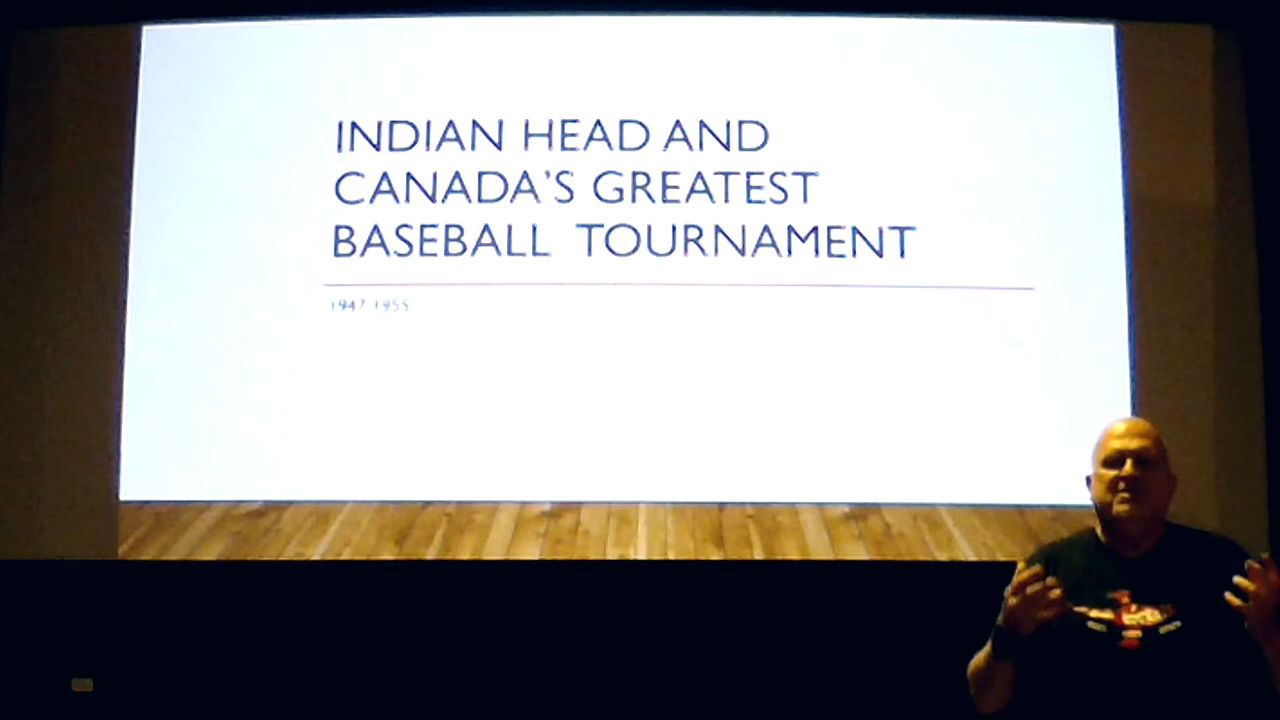 INDIAN HEAD AND
CANADA'S GREATEST
BASEBALL TOURNAMENT
1947-1955